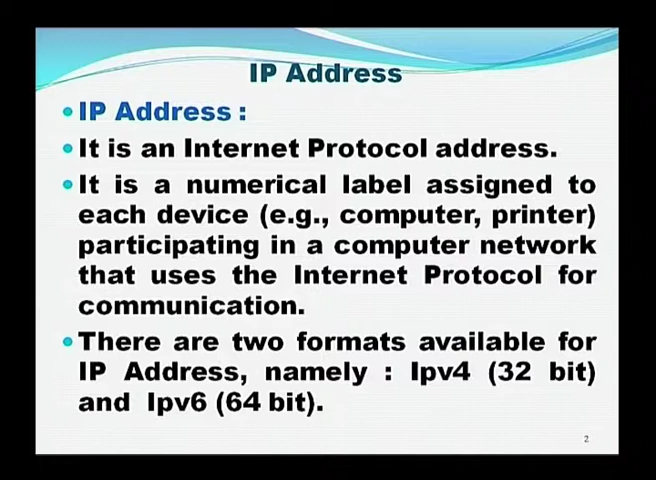 IP Address
•IP Address :
•It is an Internet Protocol address.
•It is a numerical label assigned to
each device (e.g., computer, printer)
participating in a computer network
that uses the Internet Protocol for
communication.
•There are two formats available for
IP Address, namely : Ipv4 (32 bit)
and Ipv6 (64 bit).
2